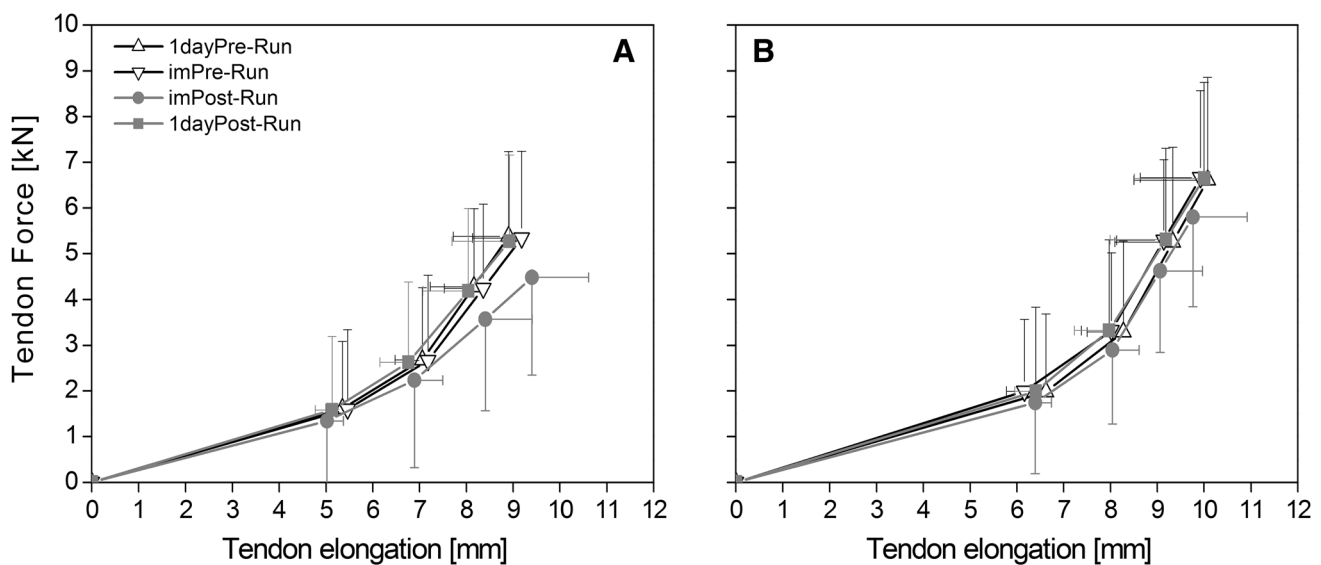 10
9
8
7
6
5
4
3
2
1
0
Tendon Force [kN]
1dayPre-Run
imPre-Run
imPost-Run
1dayPost-Run
A
0 1 2 3 4 5 6 7 8 9 10 11 12
Tendon elongation [mm]
B
0 1 2 3 4 5 6 7 8 9 10 11 12
Tendon elongation [mm]